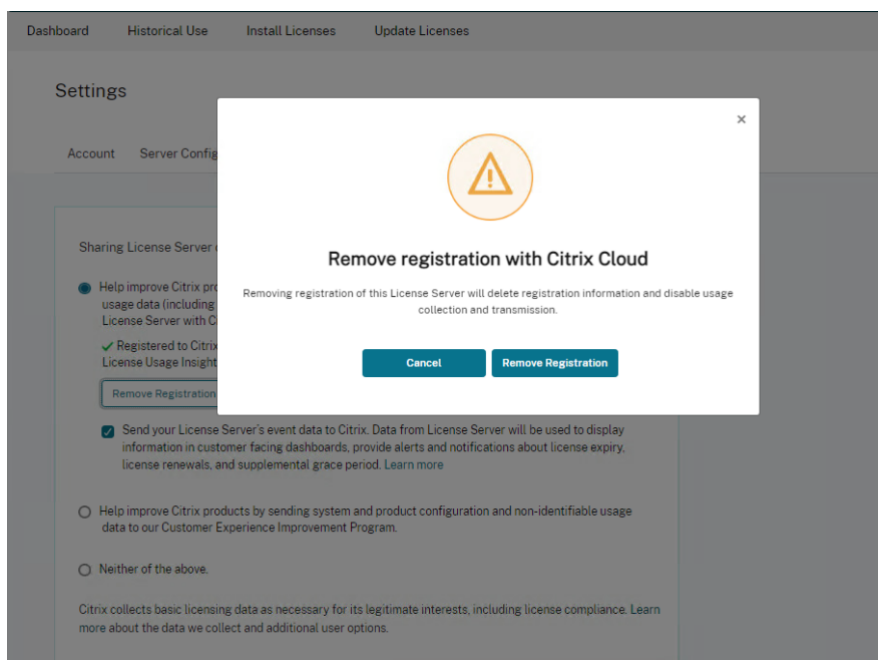 Dashboard Historical Use Install Licenses Update Licenses
Settings
×
Account Server Config
Remove registration with Citrix Cloud
Removing registration of this License Server will delete registration information and disable usage
collection and transmission.
Cancel Remove Registration
Sharing License Server
Help improve Citrix
usage data (including
License Server with
Registered to Citrix
License Usage Insight
Remove Registration
Send your License Server's event data to Citrix. Data from License Server will be used to display
information in customer facing dashboards, provide alerts and notifications about license expiry,
license renewals, and supplemental grace period. Learn more
Help improve Citrix products by sending system and product configuration and non-identifiable usage
data to our Customer Experience Improvement Program.
Neither of the above.
Citrix collects basic licensing data as necessary for its legitimate interests, including license compliance. Learn
more about the data we collect and additional user options.